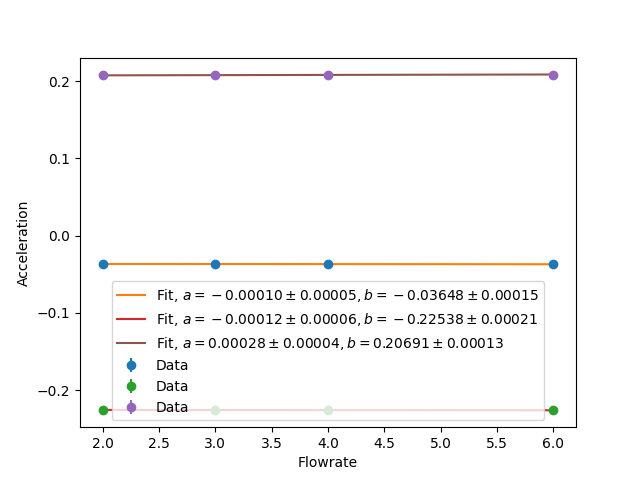 0.2
0.1
0.0
−0.1
−0.2
Acceleration
Fit, a = −0.00010 ± 0.00005, b = −0.03648 ± 0.00015
Fit, a = −0.00012 ± 0.00006, b = −0.22538 ± 0.00021
Fit, a = 0.00028 ± 0.00004, b = 0.20691 ± 0.00013
Data
Data
Data
2.0 2.5 3.0 3.5 4.0 4.5 5.0 5.5 6.0
Flowrate